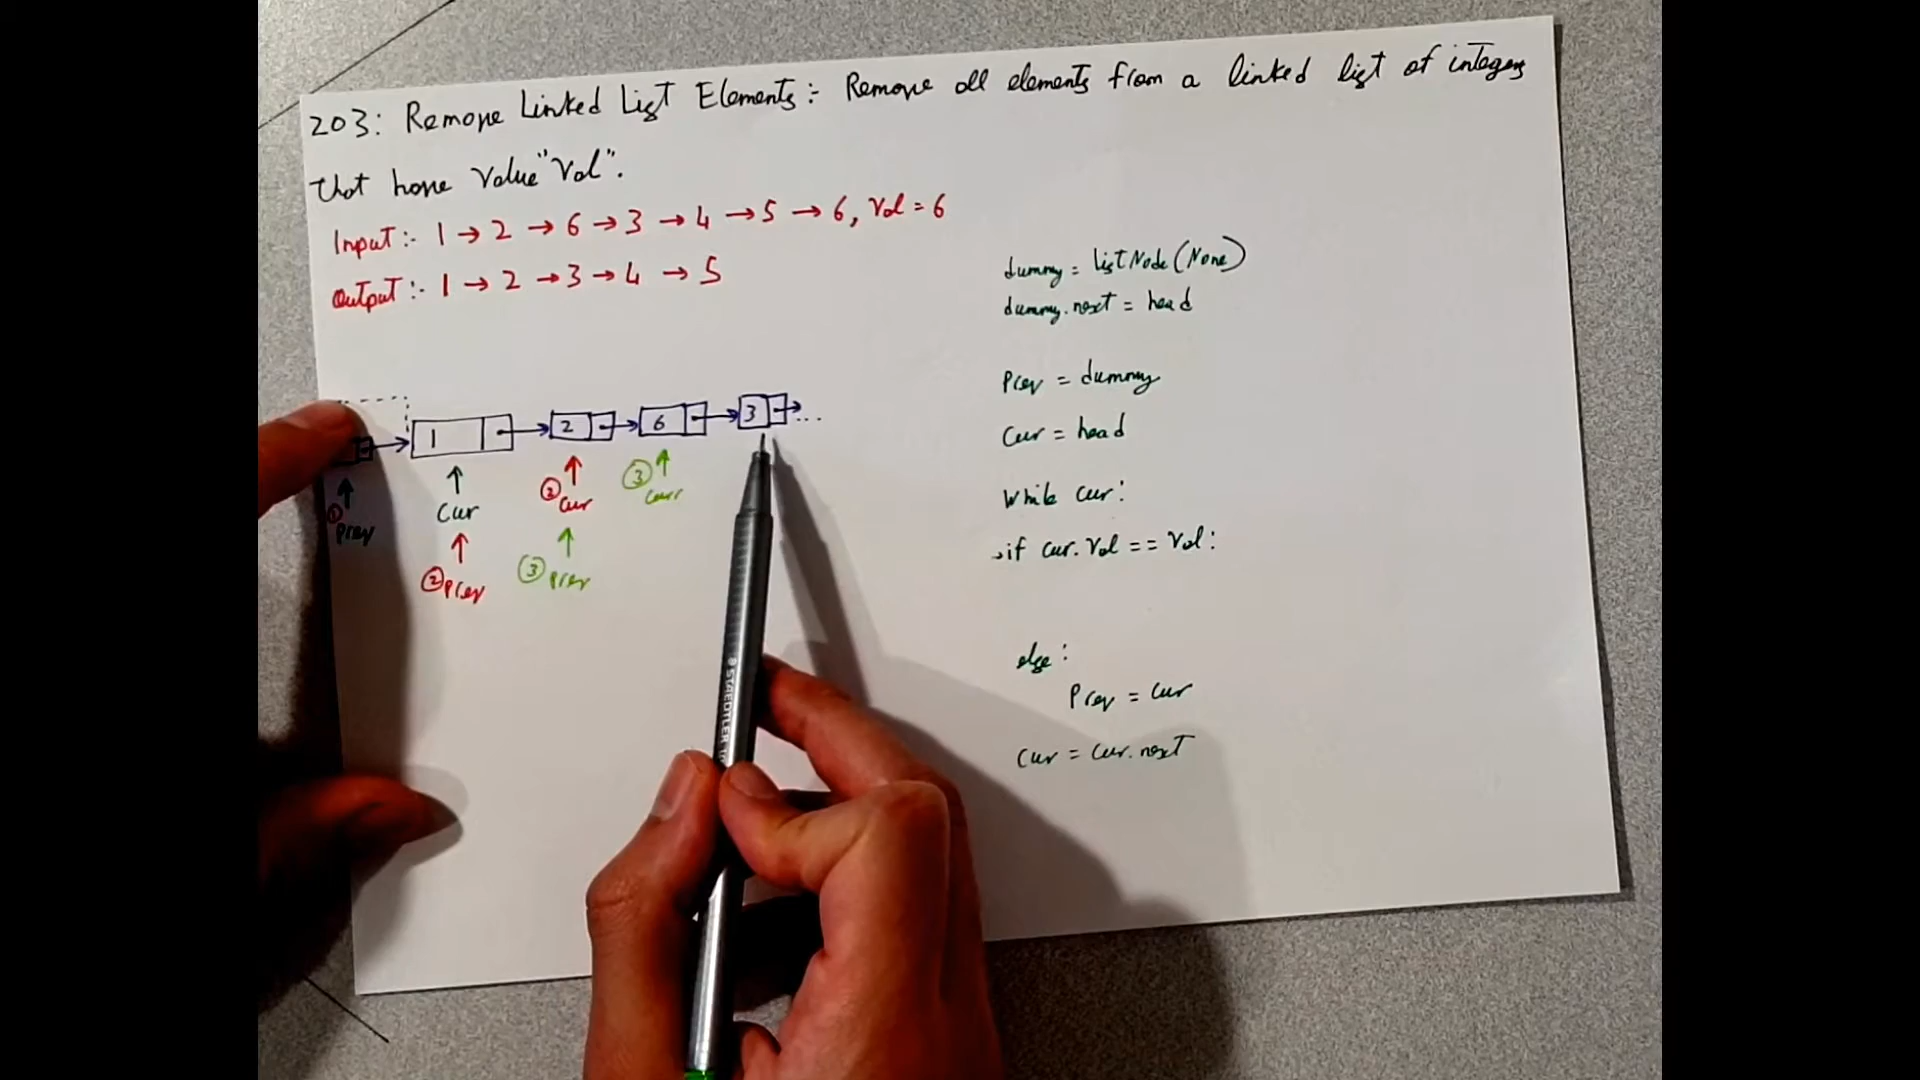 203: Remove Linked List Elements :- Remove all elements from a linked list of integers
that have value "val".
Input :- 1 → 2 → 6 → 3 → 4 → 5 → 6, val = 6
Output :- 1 → 2 → 3 → 4 → 5
1 2 6 3 ...
① prev
cur
② prev
② cur
③ prev
③ curr
dummy = listNode(None)
dummy.next = head
prev = dummy
cur = head
while cur:
if cur.val == val:
else:
prev = cur
cur = cur.next
STAEDTLER